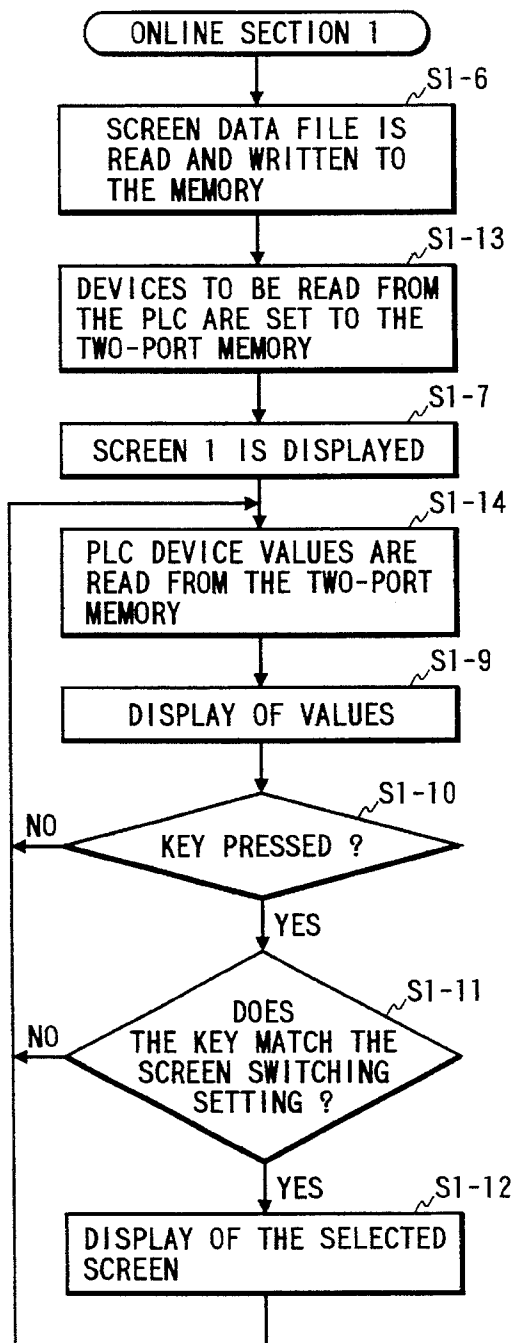 ONLINE SECTION 1
S1-6
SCREEN DATA FILE IS
READ AND WRITTEN TO
THE MEMORY
S1-13
DEVICES TO BE READ FROM
THE PLC ARE SET TO THE
TWO-PORT MEMORY
S1-7
SCREEN 1 IS DISPLAYED
S1-14
PLC DEVICE VALUES ARE
READ FROM THE TWO-PORT
MEMORY
S1-9
DISPLAY OF VALUES
S1-10
NO
KEY PRESSED ?
YES
S1-11
NO
DOES
THE KEY MATCH THE
SCREEN SWITCHING
SETTING ?
YES
S1-12
DISPLAY OF THE SELECTED
SCREEN